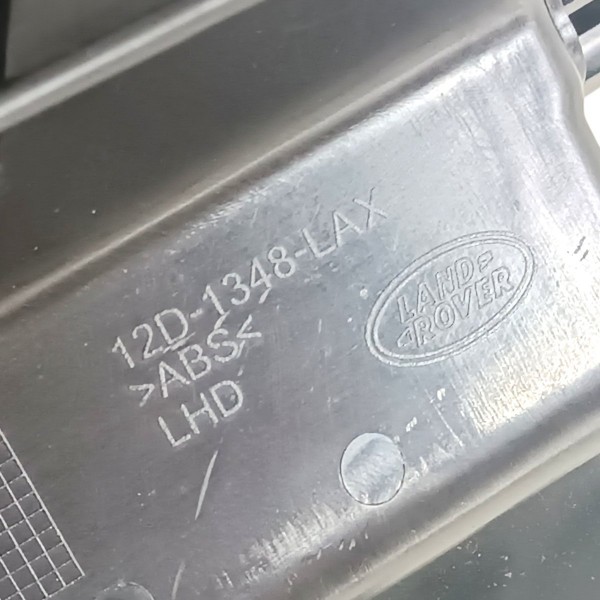 12D-1348-LAX
>ABS<
LHD
LAND
ROVER